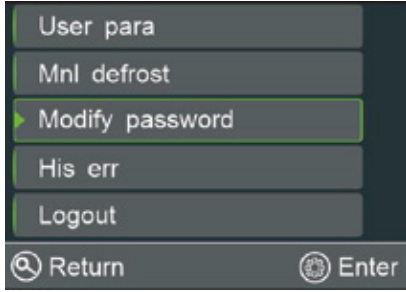 User para
Mnl defrost
Modify password
His err
Logout
Return Enter